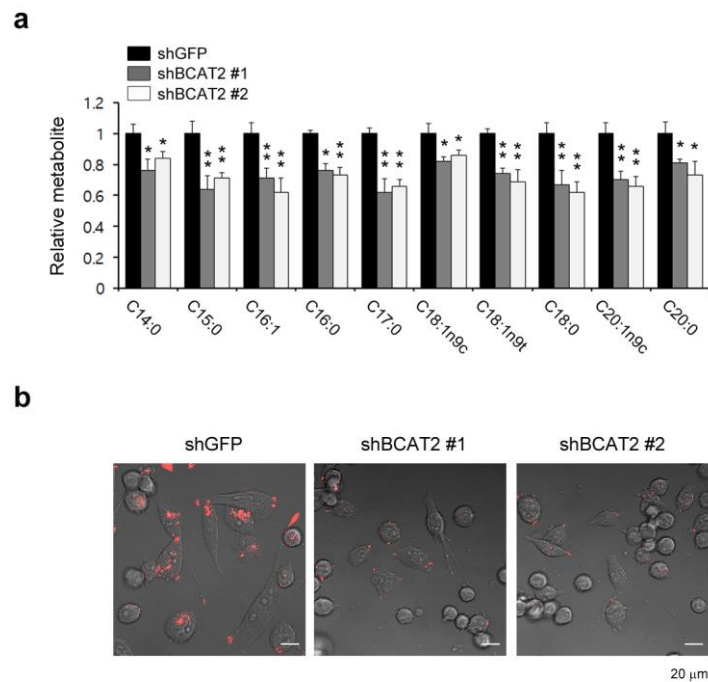 a
shGFP
shBCAT2 #1
shBCAT2 #2
Relative metabolite
1.2
1
0.8
0.6
0.4
0.2
0
* * ** ** ** ** * ** ** ** * * ** ** ** ** ** ** * *
C14:0 C15:0 C16:1 C16:0 C17:0 C18:1n9c C18:1n9t C18:0 C20:1n9c C20:0
b
shGFP shBCAT2 #1 shBCAT2 #2
20 μm